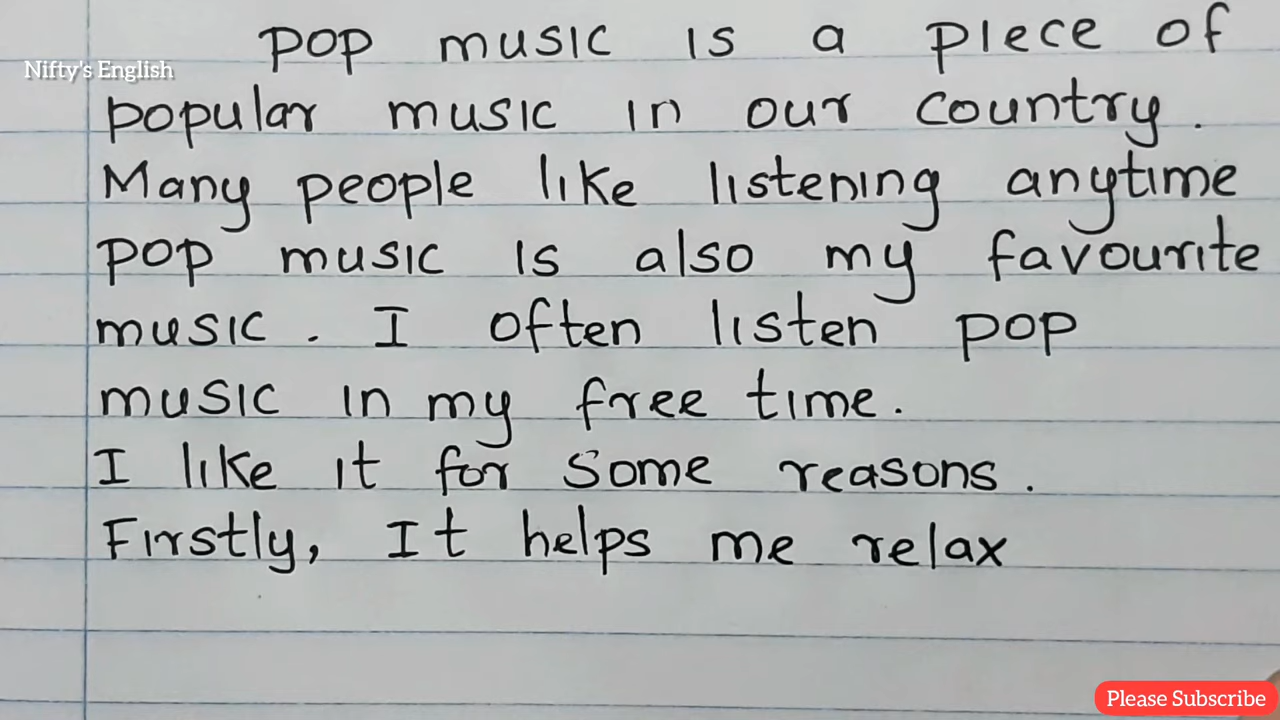 pop music is a piece of
Nifty's English
popular music in our country.
Many people like listening anytime
pop music is also my favourite
music. I often listen pop
music in my free time.
I like it for some reasons.
Firstly, It helps me relax
Please Subscribe